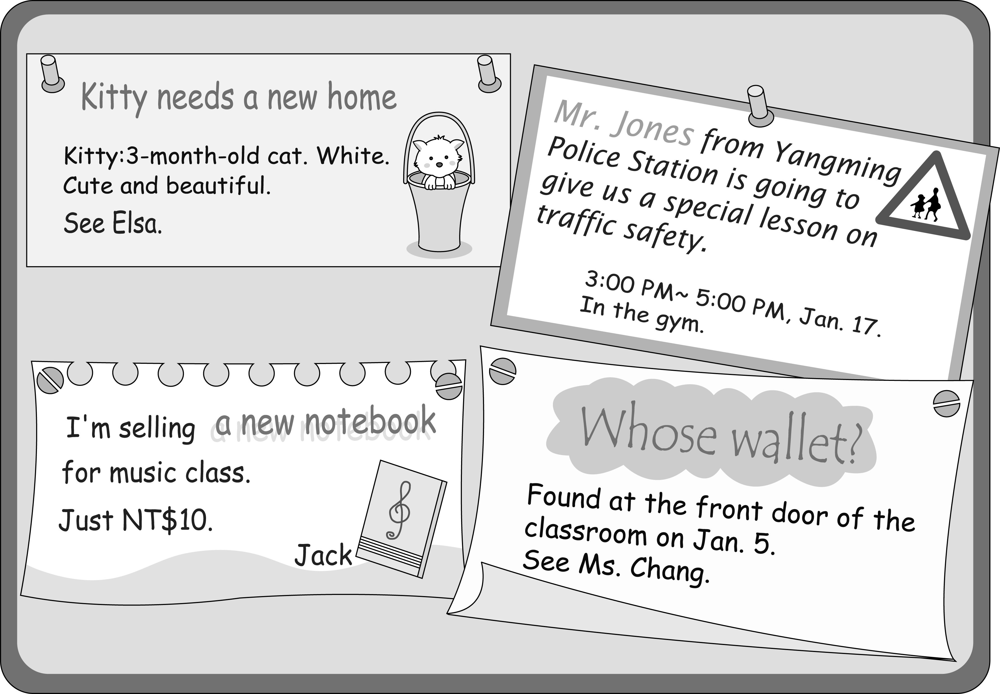 Kitty needs a new home
Kitty:3-month-old cat. White.
Cute and beautiful.
See Elsa.
Mr. Jones from Yangming
Police Station is going to
give us a special lesson on
traffic safety.
3:00 PM~ 5:00 PM, Jan. 17.
In the gym.
I'm selling a new notebook
for music class.
Just NT$10.
Jack
Whose wallet?
Found at the front door of the
classroom on Jan. 5.
See Ms. Chang.